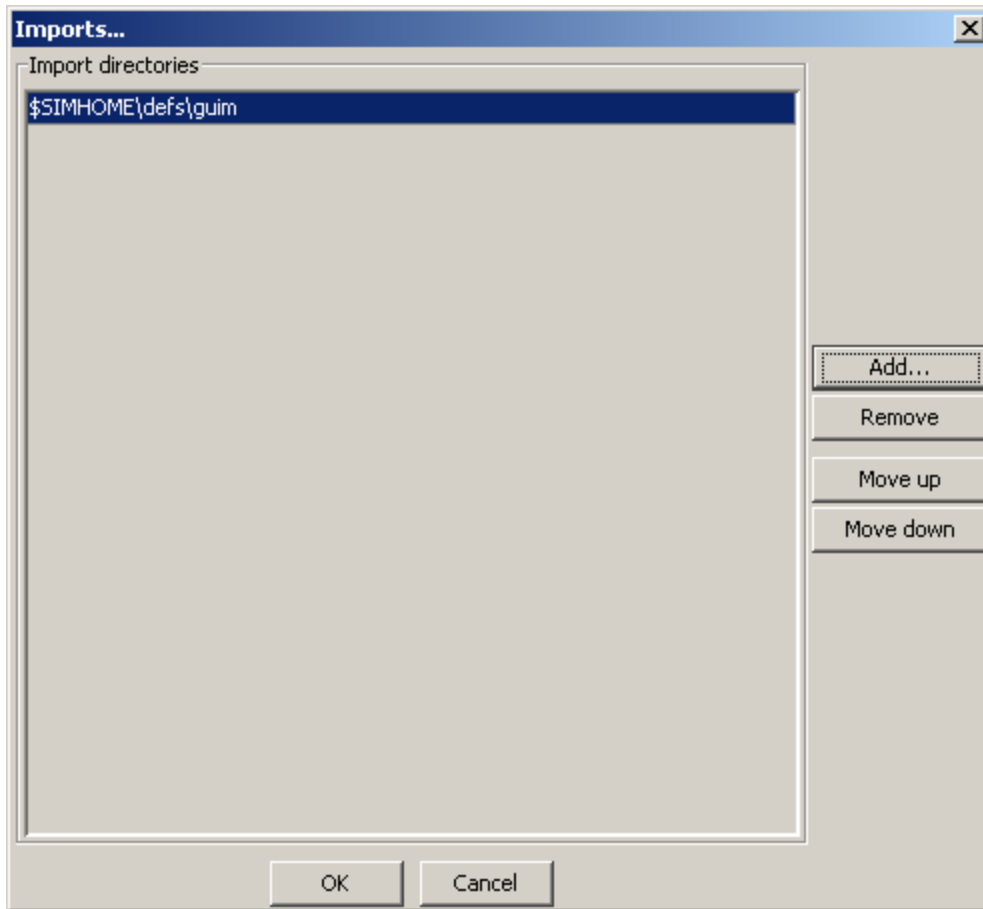 Imports...
Import directories
$SIMHOME\defs\guim
Add...
Remove
Move up
Move down
OK
Cancel